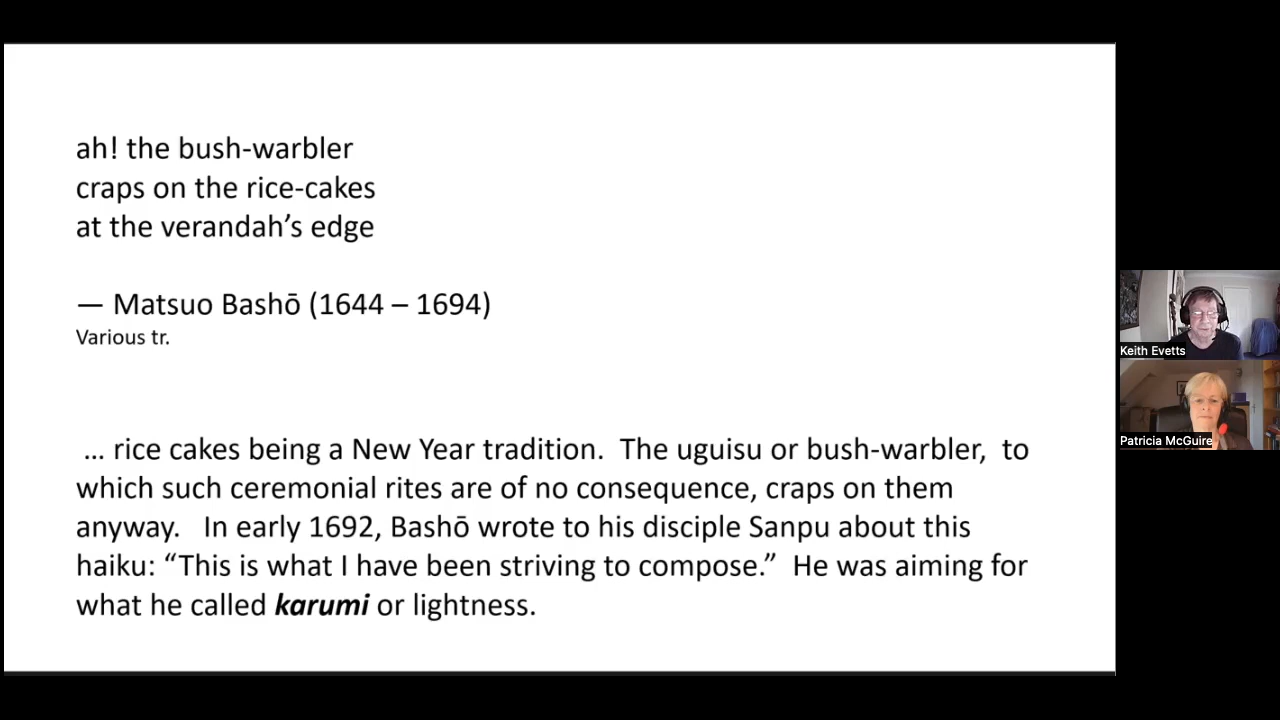 ah! the bush-warbler
craps on the rice-cakes
at the verandah’s edge
— Matsuo Bashō (1644 – 1694)
Various tr.
... rice cakes being a New Year tradition. The uguisu or bush-warbler, to
which such ceremonial rites are of no consequence, craps on them
anyway. In early 1692, Bashō wrote to his disciple Sanpu about this
haiku: “This is what I have been striving to compose.” He was aiming for
what he called karumi or lightness.
Keith Evetts
Patricia McGuire